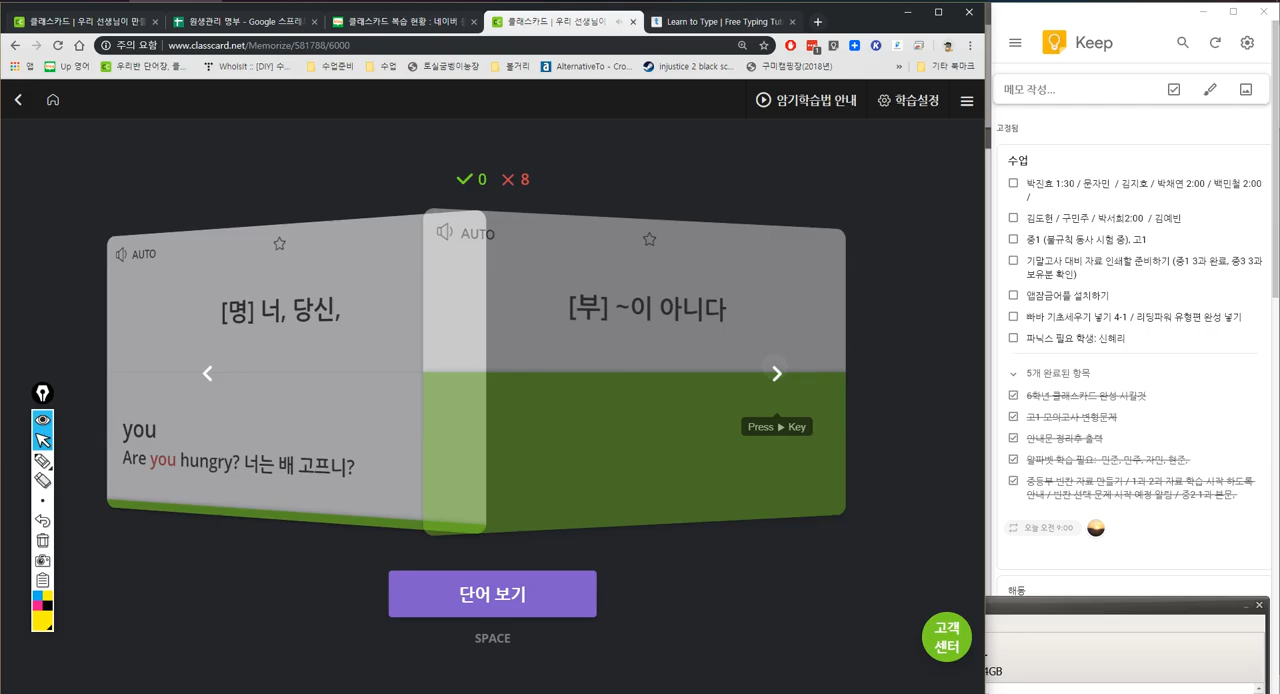 클래스카드 | 우리 선생님이 만들
원생관리 명부 - Google 스프레
클래스카드 복습 현황 : 네이버
클래스카드 | 우리 선생님이
Learn to Type | Free Typing Tut
주의 요함
www.classcard.net/Memorize/581788/6000
앱
Up 영어
우리반 단어장, 클...
WhoisIt :: [DIY] 수...
수업준비
수업
토실굼벵이농장
볼거리
AlternativeTo - Cro...
injustice 2 black sc...
구미캠핑장(2018년)
»
기타 북마크
암기학습법 안내
학습설정
0
8
AUTO
[명] 너, 당신,
you
Are you hungry? 너는 배 고프니?
AUTO
[부] ~이 아니다
Press ▶ Key
단어 보기
SPACE
고객
센터
Keep
메모 작성...
고정됨
수업
박진효 1:30 / 문자민 / 김지호 / 박채연 2:00 / 백민철 2:00
/
김도현 / 구민주 / 박서희2:00 / 김예빈
중1 (불규칙 동사 시험 중), 고1
기말고사 대비 자료 인쇄할 준비하기 (중1 3과 완료, 중3 3과
보유분 확인)
앱잠금어플 설치하기
빠바 기초세우기 넣기 4-1 / 리딩파워 유형편 완성 넣기
파닉스 필요 학생: 신혜리
5개 완료된 항목
6학년 클래스카드 완성 시킬것
고1 모의고사 변형문제
안내문 정리후 출력
알파벳 학습 필요: 민준, 민주, 자민, 현준,
중등부 빈칸 자료 만들기 / 1과 2과 자료 학습 시작 하도록
안내 / 빈칸 선택 문제 시작 예정 알림 / 중2 1과 본문,
오늘 오전 9:00
해통
4GB